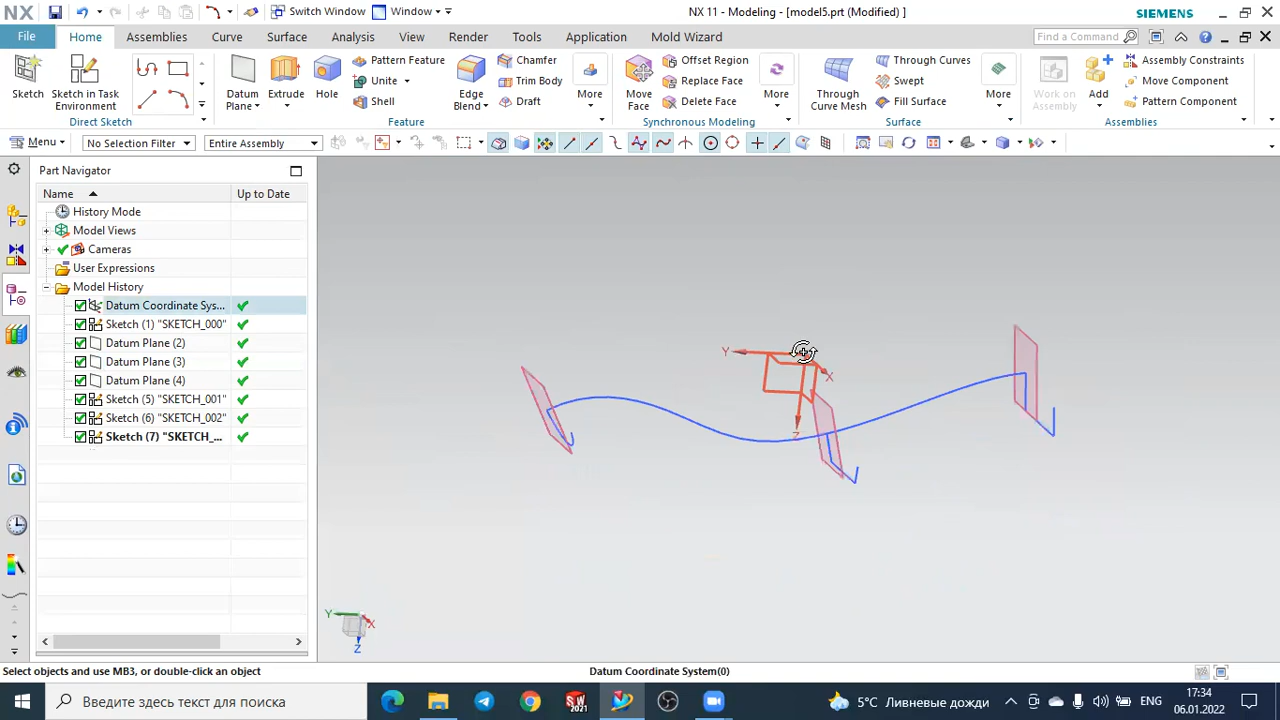 NX
Switch Window
Window
NX 11 - Modeling - [model5.prt (Modified) ]
SIEMENS
File
Home
Assemblies
Curve
Surface
Analysis
View
Render
Tools
Application
Mold Wizard
Find a Command
Sketch
Sketch in Task
Environment
Direct Sketch
Datum
Plane
Extrude
Hole
Pattern Feature
Unite
Shell
Edge
Blend
Chamfer
Trim Body
Draft
More
Feature
Move
Face
Offset Region
Replace Face
Delete Face
More
Synchronous Modeling
Through
Curve Mesh
Through Curves
Swept
Fill Surface
More
Surface
Work on
Assembly
Add
Assembly Constraints
Move Component
Pattern Component
Assemblies
Menu
No Selection Filter
Entire Assembly
Part Navigator
Name
Up to Date
History Mode
Model Views
Cameras
User Expressions
Model History
Datum Coordinate Sys...
Sketch (1) "SKETCH_000"
Datum Plane (2)
Datum Plane (3)
Datum Plane (4)
Sketch (5) "SKETCH_001"
Sketch (6) "SKETCH_002"
Sketch (7) "SKETCH_...
Y
X
Z
Y
X
Z
Select objects and use MB3, or double-click an object
Datum Coordinate System(0)
Введите здесь текст для поиска
SW
2021
5°C Ливневые дожди
ENG
17:34
06.01.2022